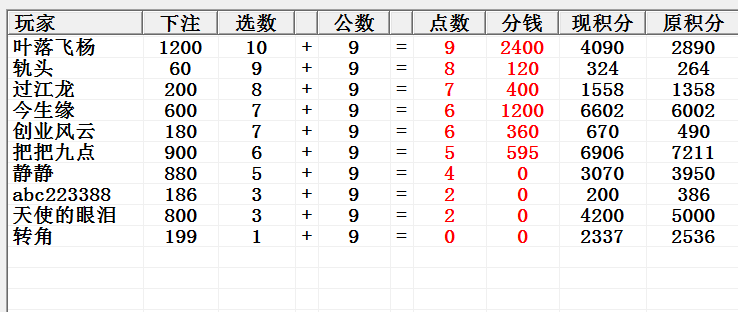 玩家 下注 选数 公数 点数 分钱 现积分 原积分
叶落飞杨 1200 10 + 9 = 9 2400 4090 2890
轨头 60 9 + 9 = 8 120 324 264
过江龙 200 8 + 9 = 7 400 1558 1358
今生缘 600 7 + 9 = 6 1200 6602 6002
创业风云 180 7 + 9 = 6 360 670 490
把把九点 900 6 + 9 = 5 595 6906 7211
静静 880 5 + 9 = 4 0 3070 3950
abc223388 186 3 + 9 = 2 0 200 386
天使的眼泪 800 3 + 9 = 2 0 4200 5000
转角 199 1 + 9 = 0 0 2337 2536